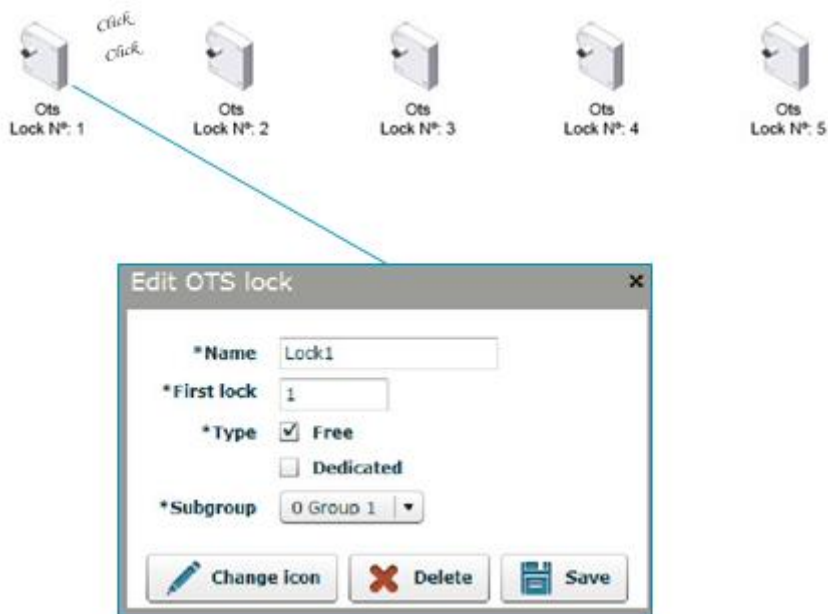 Click
Click
Ots
Lock Nº: 1
Ots
Lock Nº: 2
Ots
Lock Nº: 3
Ots
Lock Nº: 4
Ots
Lock Nº: 5
Edit OTS lock ×
*Name Lock1
*First lock 1
*Type Free
Dedicated
*Subgroup 0 Group 1
Change icon Delete Save